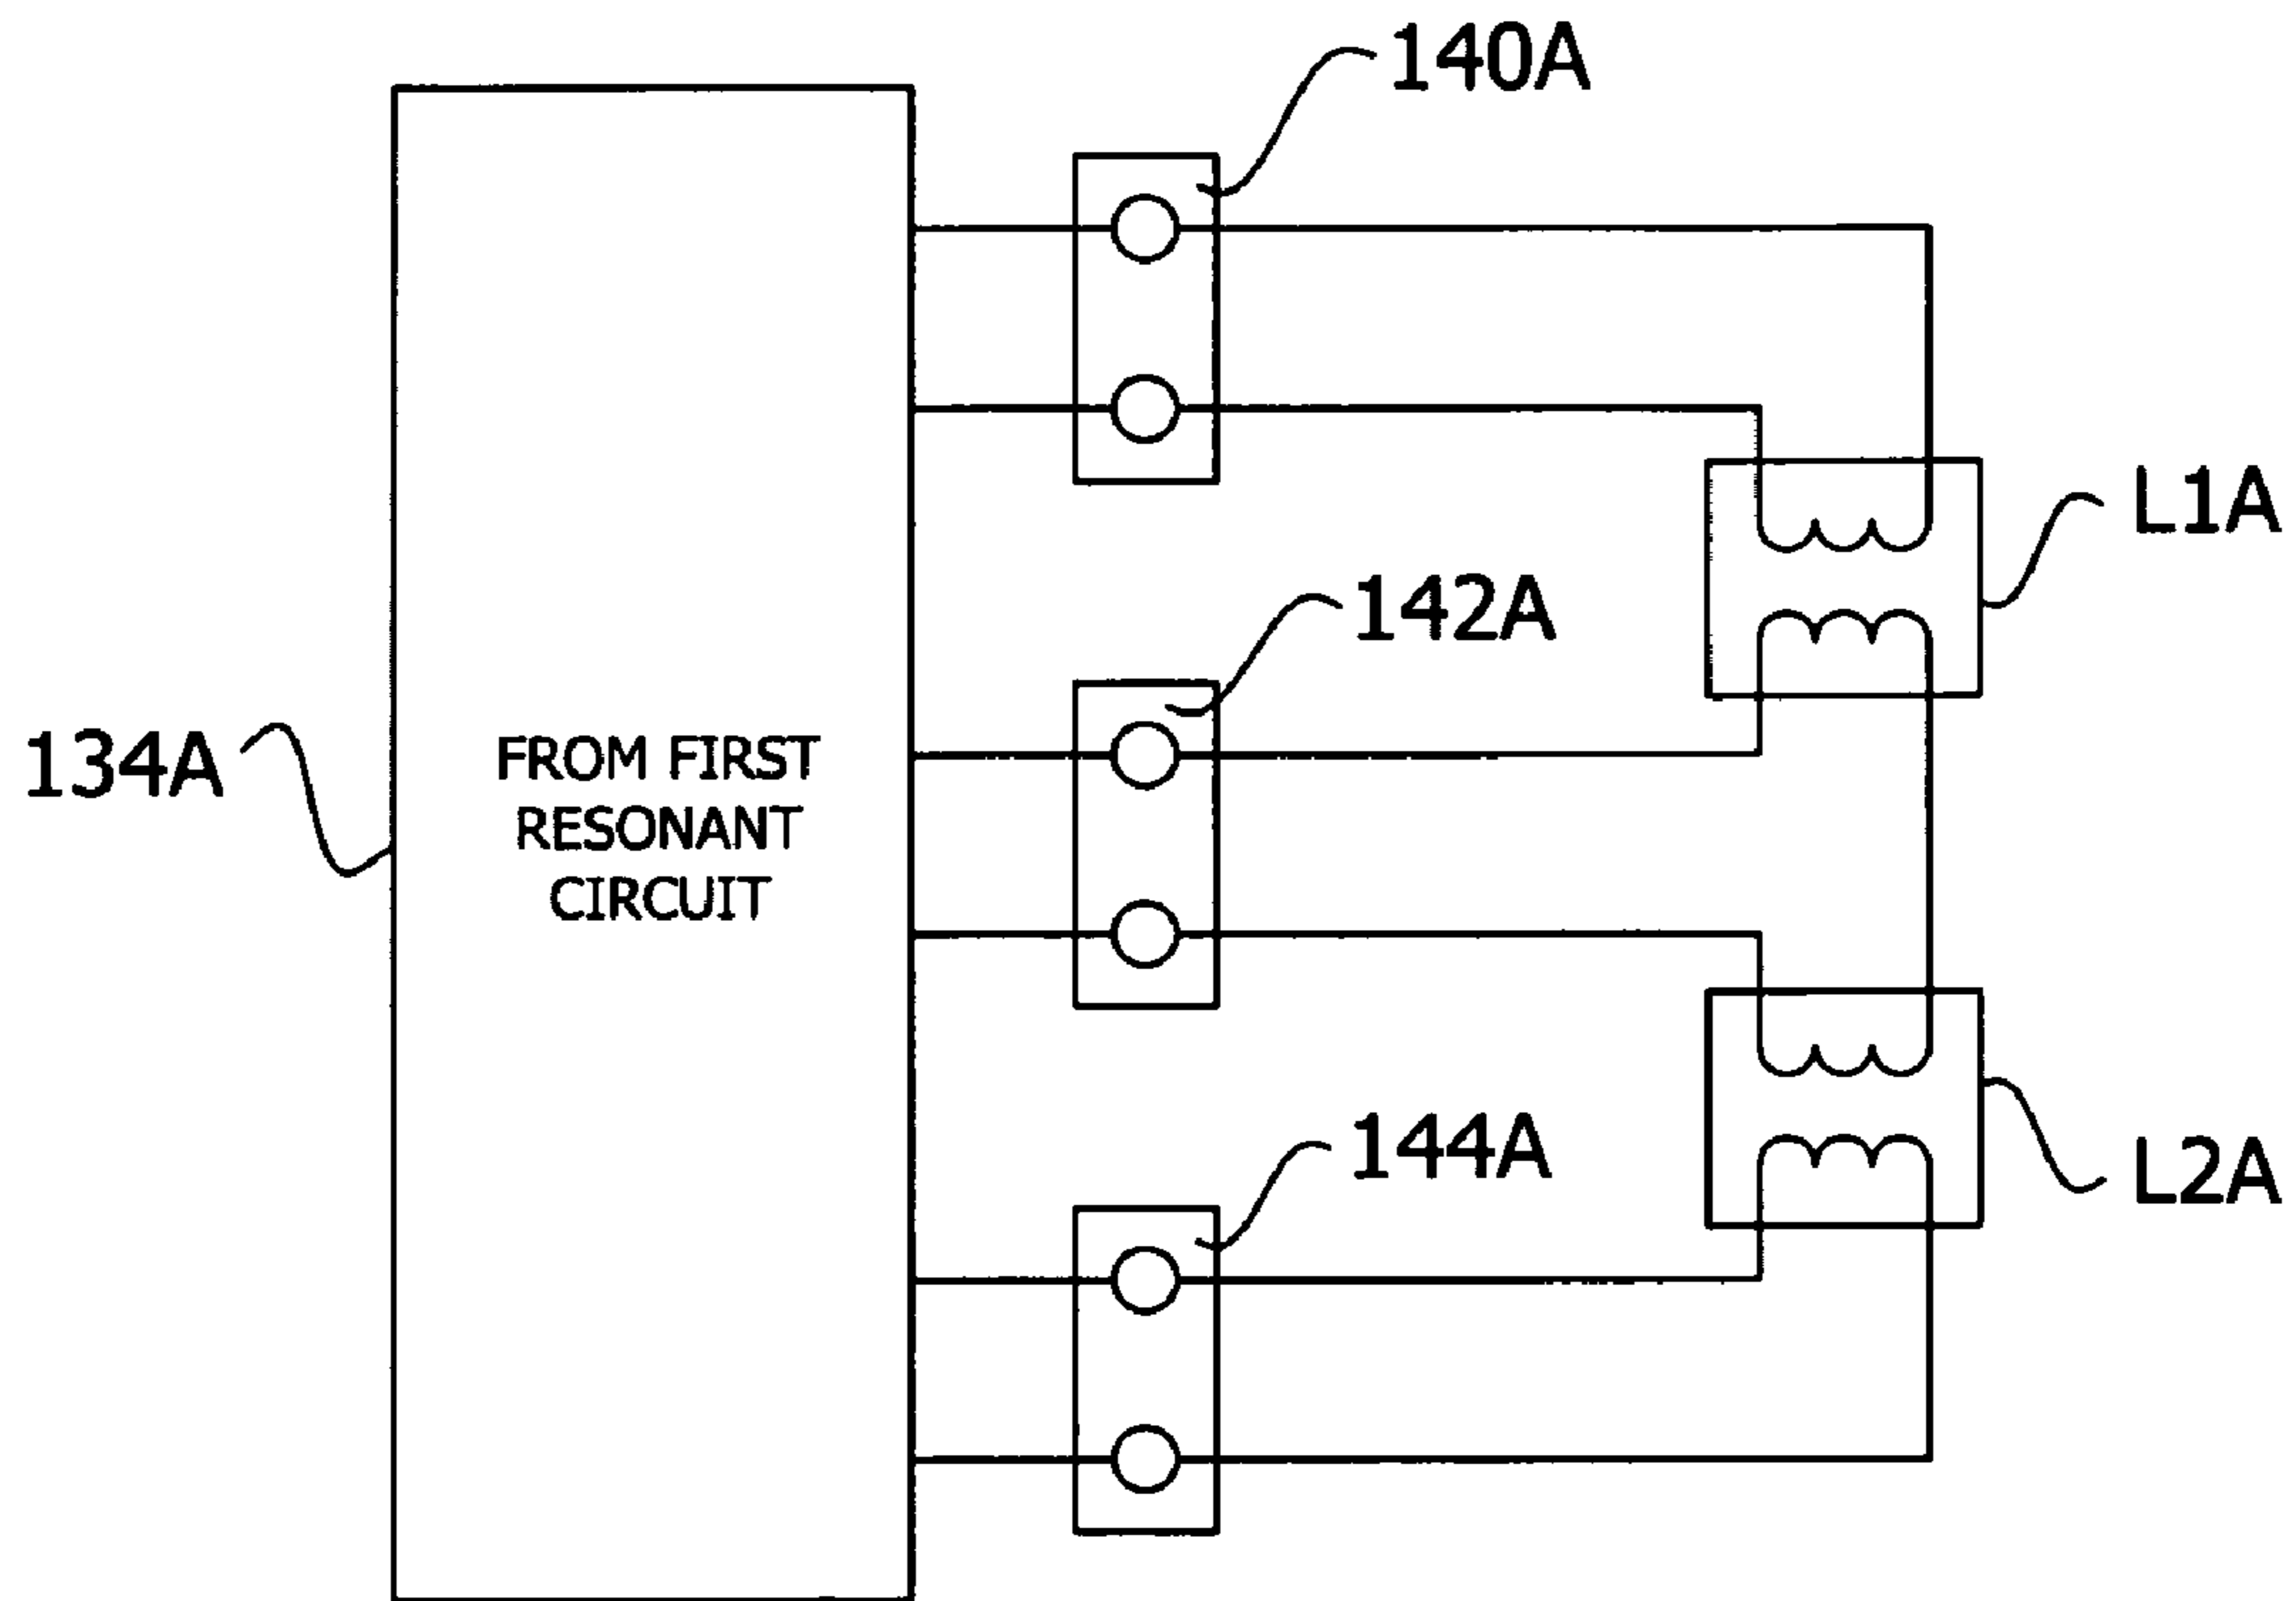 140A
L1A
142A
134A
FROM FIRST
RESONANT
CIRCUIT
144A
L2A